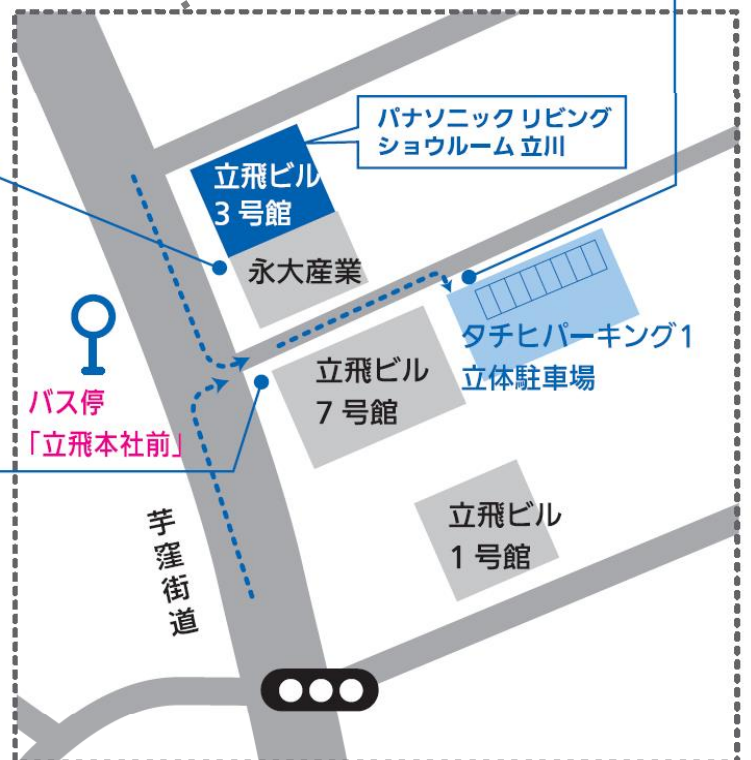 パナソニック リビング
ショウルーム 立川
立飛ビル
3 号館
永大産業
タチヒパーキング1
立体駐車場
立飛ビル
7 号館
バス停
「立飛本社前」
立飛ビル
1 号館
芋窪街道